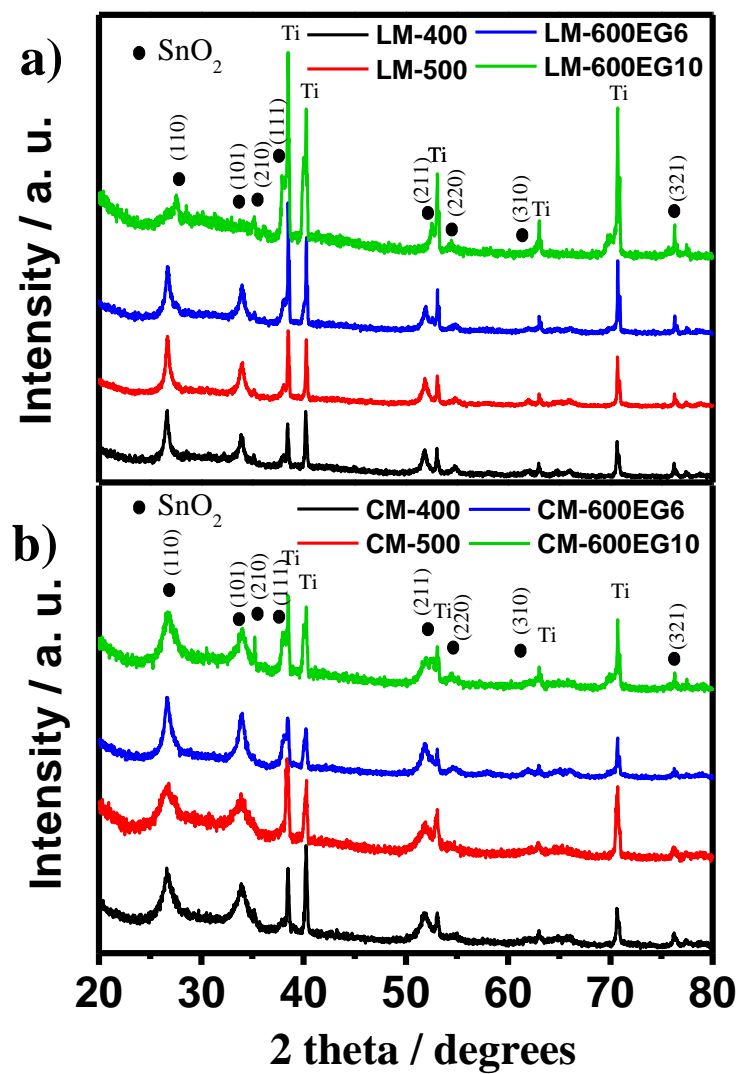 a)
● SnO2
LM-400
LM-600EG6
LM-500
LM-600EG10
Intensity / a. u.
(110)
(101)
(210)
(111)
Ti
Ti
(211)
Ti
(220)
(310)
Ti
Ti
(321)
b)
● SnO2
CM-400
CM-600EG6
CM-500
CM-600EG10
Intensity / a. u.
(110)
(101)
(210)
(111)
Ti
Ti
(211)
Ti
(220)
(310)
Ti
Ti
(321)
20 30 40 50 60 70 80
2 theta / degrees